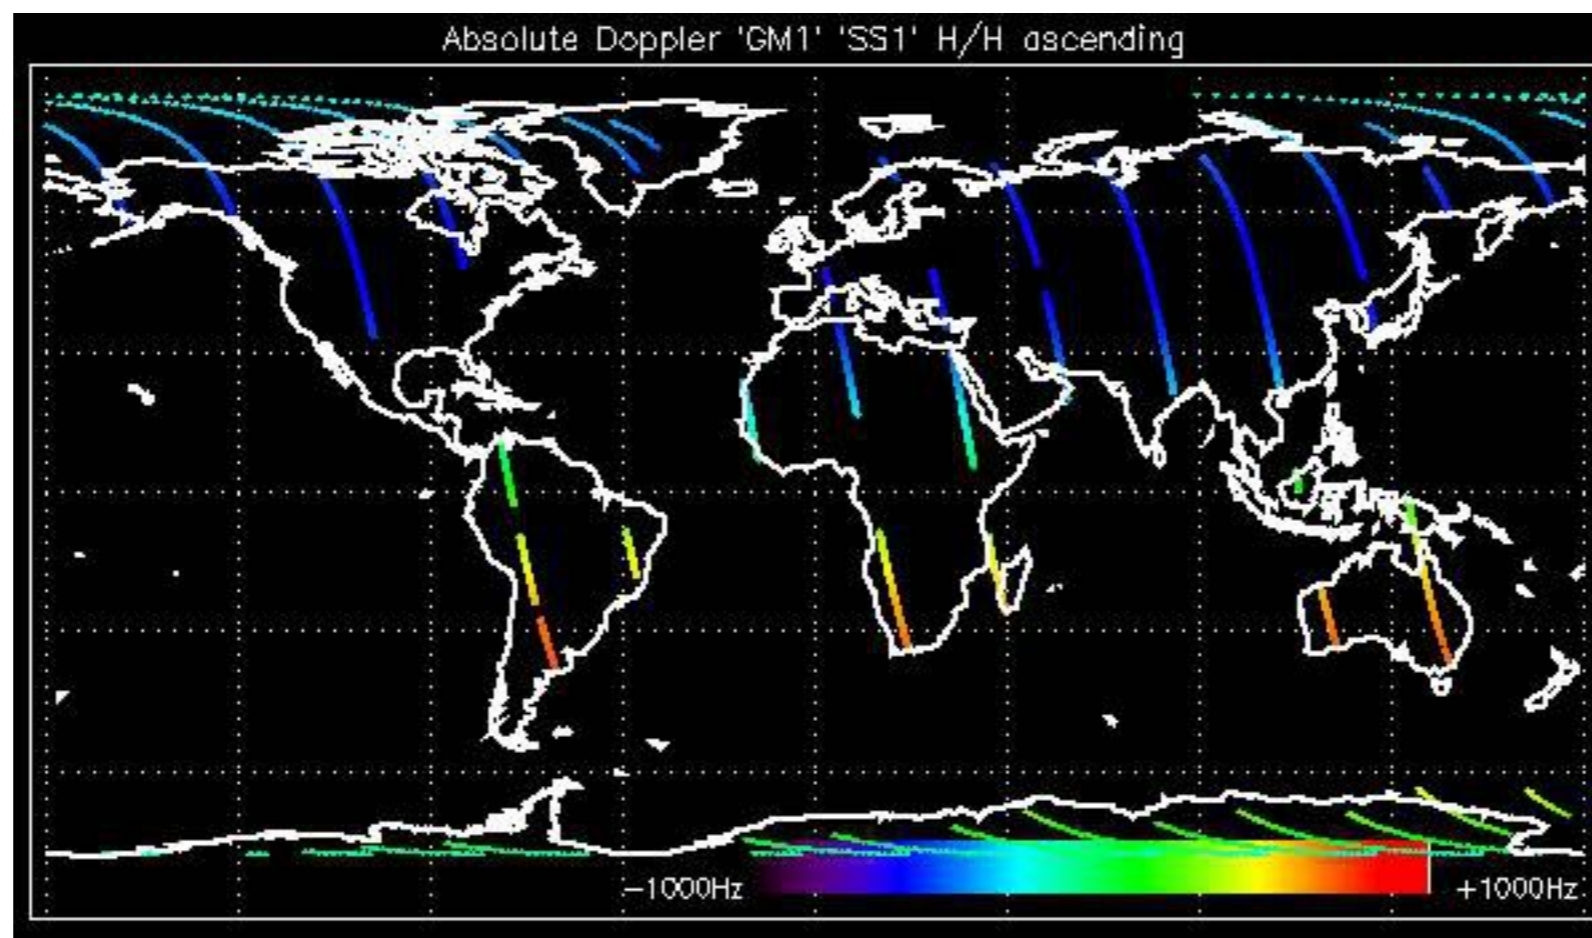 Absolute Doppler 'GM1' 'SS1' H/H ascending
−1000Hz
+1000Hz